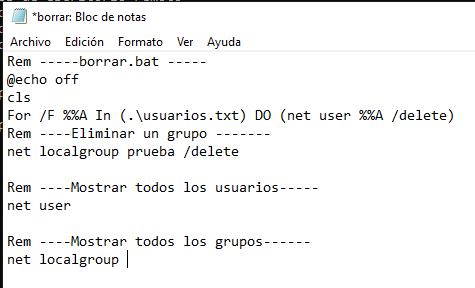 *borrar: Bloc de notas
Archivo Edición Formato Ver Ayuda
Rem -----borrar.bat -----
@echo off
cls
For /F %%A In (.\usuarios.txt) DO (net user %%A /delete)
Rem ----Eliminar un grupo -------
net localgroup prueba /delete
Rem ----Mostrar todos los usuarios-----
net user
Rem ----Mostrar todos los grupos------
net localgroup